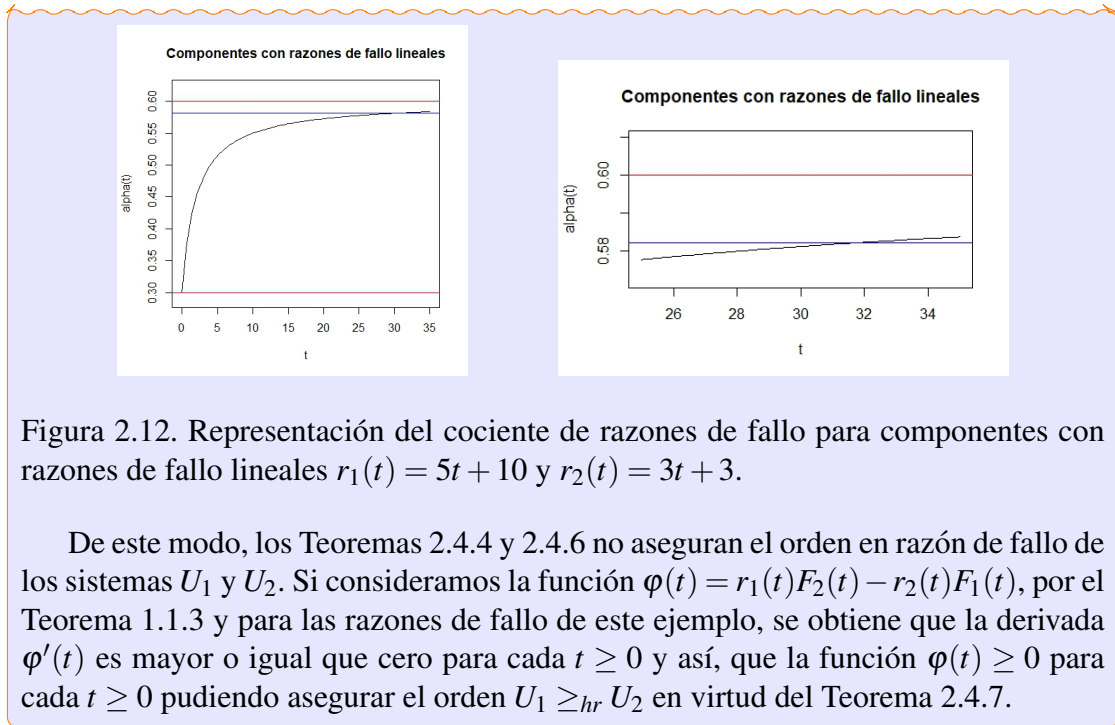 Componentes con razones de fallo lineales
alpha(t)
0.60
0.55
0.50
0.45
0.40
0.35
0.30
0 5 10 15 20 25 30 35
t
Componentes con razones de fallo lineales
alpha(t)
0.60
0.58
26 28 30 32 34
t
Figura 2.12. Representación del cociente de razones de fallo para componentes con
razones de fallo lineales r₁(t) = 5t + 10 y r₂(t) = 3t + 3.
De este modo, los Teoremas 2.4.4 y 2.4.6 no aseguran el orden en razón de fallo de
los sistemas U₁ y U₂. Si consideramos la función φ(t) = r₁(t)F₂(t) − r₂(t)F₁(t), por el
Teorema 1.1.3 y para las razones de fallo de este ejemplo, se obtiene que la derivada
φ′(t) es mayor o igual que cero para cada t ≥ 0 y así, que la función φ(t) ≥ 0 para
cada t ≥ 0 pudiendo asegurar el orden U₁ ≥hr U₂ en virtud del Teorema 2.4.7.